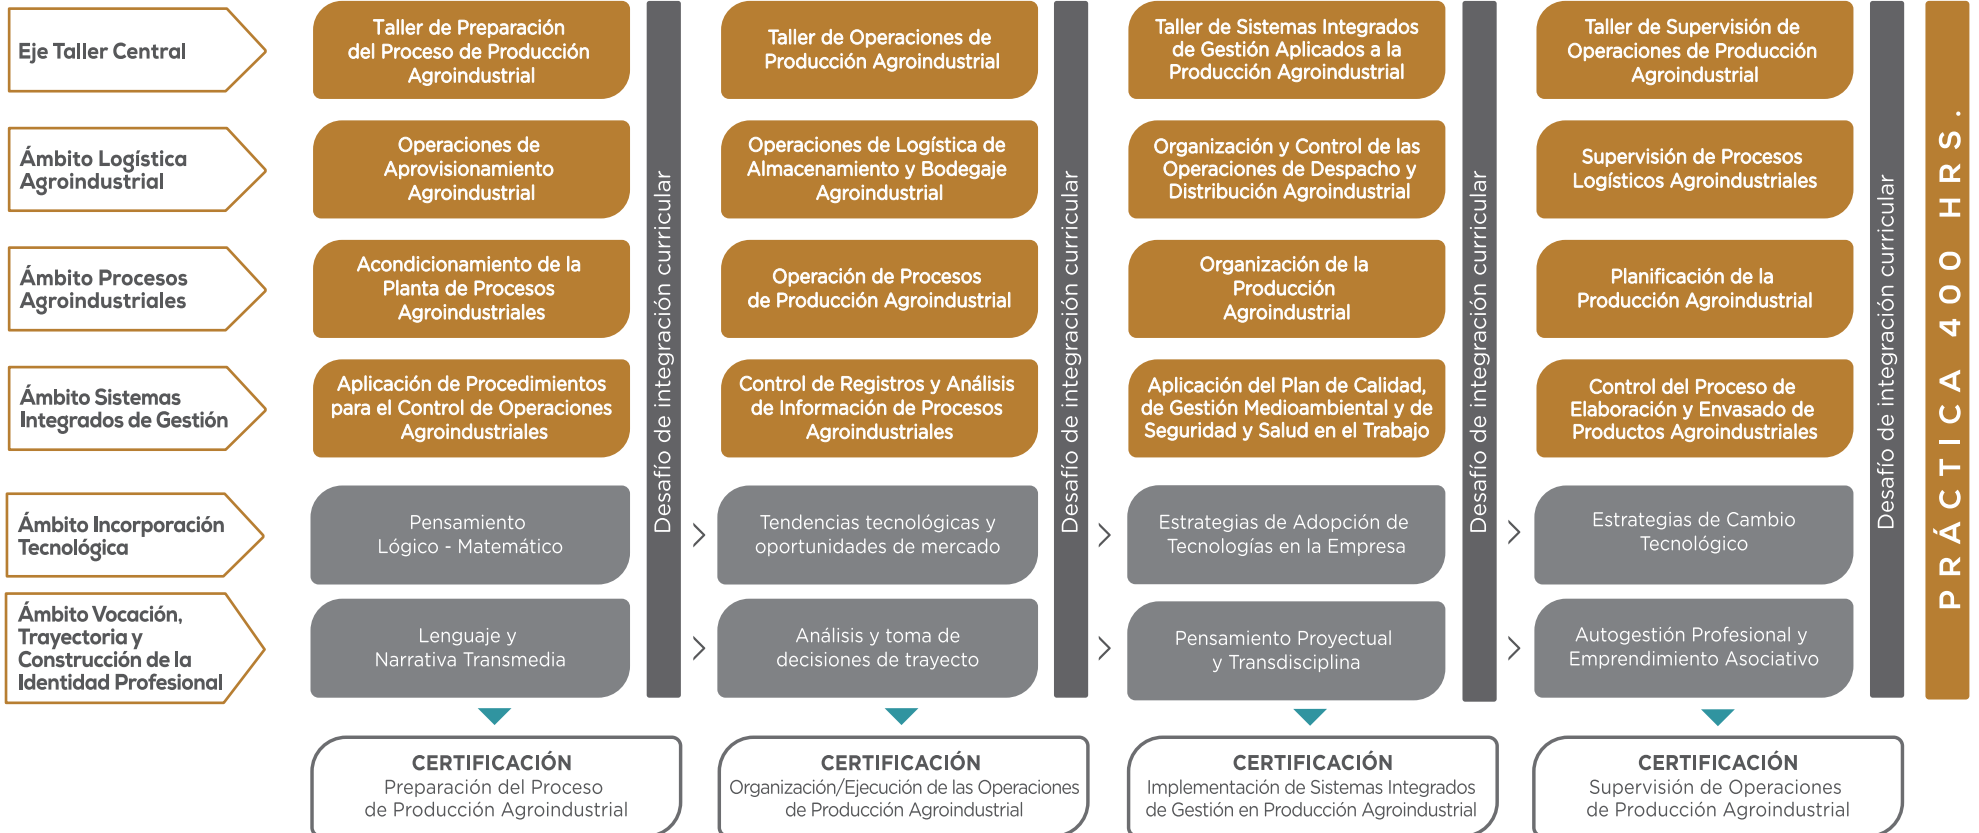 Eje Taller Central
Taller de Preparación
del Proceso de Producción
Agroindustrial
Taller de Operaciones de
Producción Agroindustrial
Taller de Sistemas Integrados
de Gestión Aplicados a la
Producción Agroindustrial
Taller de Supervisión de
Operaciones de Producción
Agroindustrial
Ámbito Logística
Agroindustrial
Operaciones de
Aprovisionamiento
Agroindustrial
Operaciones de Logística de
Almacenamiento y Bodegaje
Agroindustrial
Organización y Control de las
Operaciones de Despacho y
Distribución Agroindustrial
Supervisión de Procesos
Logísticos Agroindustriales
Ámbito Procesos
Agroindustriales
Acondicionamiento de la
Planta de Procesos
Agroindustriales
Operación de Procesos
de Producción Agroindustrial
Organización de la
Producción
Agroindustrial
Planificación de la
Producción Agroindustrial
Ámbito Sistemas
Integrados de Gestión
Aplicación de Procedimientos
para el Control de Operaciones
Agroindustriales
Control de Registros y Análisis
de Información de Procesos
Agroindustriales
Aplicación del Plan de Calidad,
de Gestión Medioambiental y de
Seguridad y Salud en el Trabajo
Control del Proceso de
Elaboración y Envasado de
Productos Agroindustriales
Ámbito Incorporación
Tecnológica
Pensamiento
Lógico - Matemático
Tendencias tecnológicas y
oportunidades de mercado
Estrategias de Adopción de
Tecnologías en la Empresa
Estrategias de Cambio
Tecnológico
Ámbito Vocación,
Trayectoria y
Construcción de la
Identidad Profesional
Lenguaje y
Narrativa Transmedia
Análisis y toma de
decisiones de trayecto
Pensamiento Proyectual
y Transdisciplina
Autogestión Profesional y
Emprendimiento Asociativo
Desafío de integración curricular
Desafío de integración curricular
Desafío de integración curricular
Desafío de integración curricular
PRÁCTICA 400 HRS.
CERTIFICACIÓN
Preparación del Proceso
de Producción Agroindustrial
CERTIFICACIÓN
Organización/Ejecución de las Operaciones
de Producción Agroindustrial
CERTIFICACIÓN
Implementación de Sistemas Integrados
de Gestión en Producción Agroindustrial
CERTIFICACIÓN
Supervisión de Operaciones
de Producción Agroindustrial